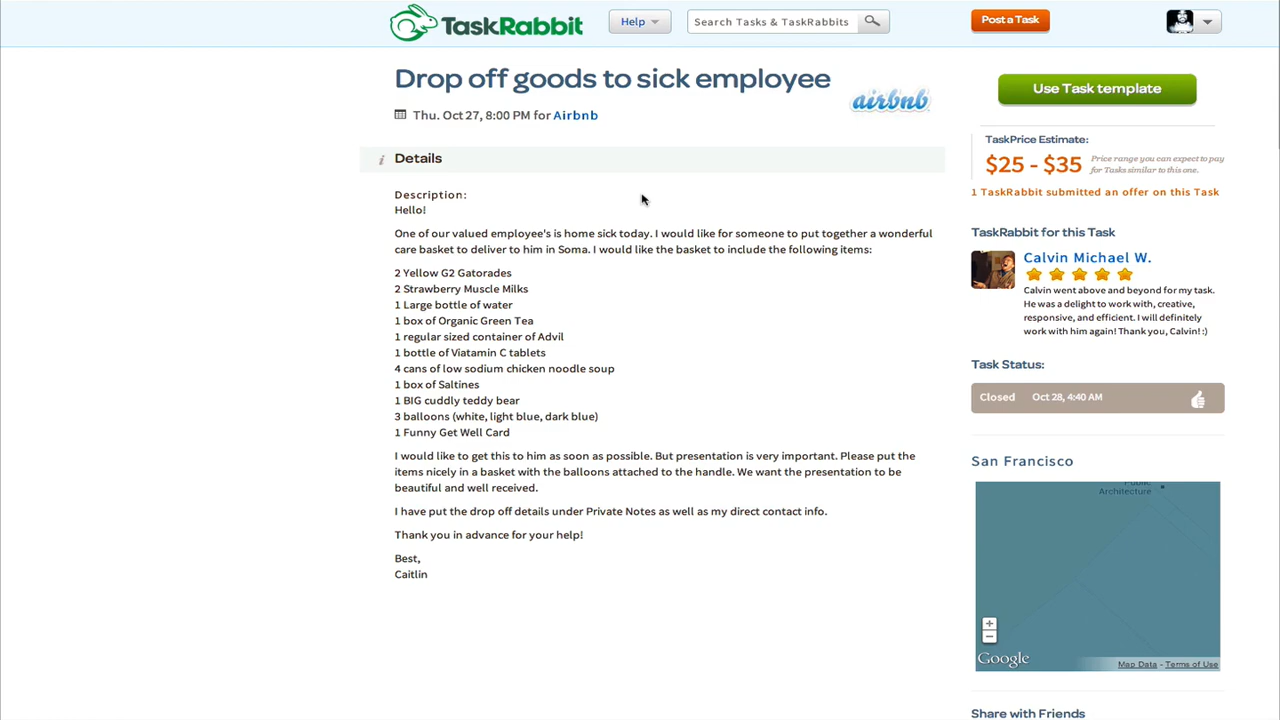 TaskRabbit
Help
Search Tasks & TaskRabbits
Post a Task
Drop off goods to sick employee
airbnb
Thu. Oct 27, 8:00 PM for Airbnb
Details
Description:
Hello!
One of our valued employee's is home sick today. I would like for someone to put together a wonderful
care basket to deliver to him in Soma. I would like the basket to include the following items:
2 Yellow G2 Gatorades
2 Strawberry Muscle Milks
1 Large bottle of water
1 box of Organic Green Tea
1 regular sized container of Advil
1 bottle of Viatamin C tablets
4 cans of low sodium chicken noodle soup
1 box of Saltines
1 BIG cuddly teddy bear
3 balloons (white, light blue, dark blue)
1 Funny Get Well Card
I would like to get this to him as soon as possible. But presentation is very important. Please put the
items nicely in a basket with the balloons attached to the handle. We want the presentation to be
beautiful and well received.
I have put the drop off details under Private Notes as well as my direct contact info.
Thank you in advance for your help!
Best,
Caitlin
Use Task template
TaskPrice Estimate:
$25 - $35
Price range you can expect to pay
for Tasks similar to this one.
1 TaskRabbit submitted an offer on this Task
TaskRabbit for this Task
Calvin Michael W.
Calvin went above and beyond for my task.
He was a delight to work with, creative,
responsive, and efficient. I will definitely
work with him again! Thank you, Calvin! :)
Task Status:
Closed Oct 28, 4:40 AM
San Francisco
Public
Architecture
+
−
Google
Map Data - Terms of Use
Share with Friends